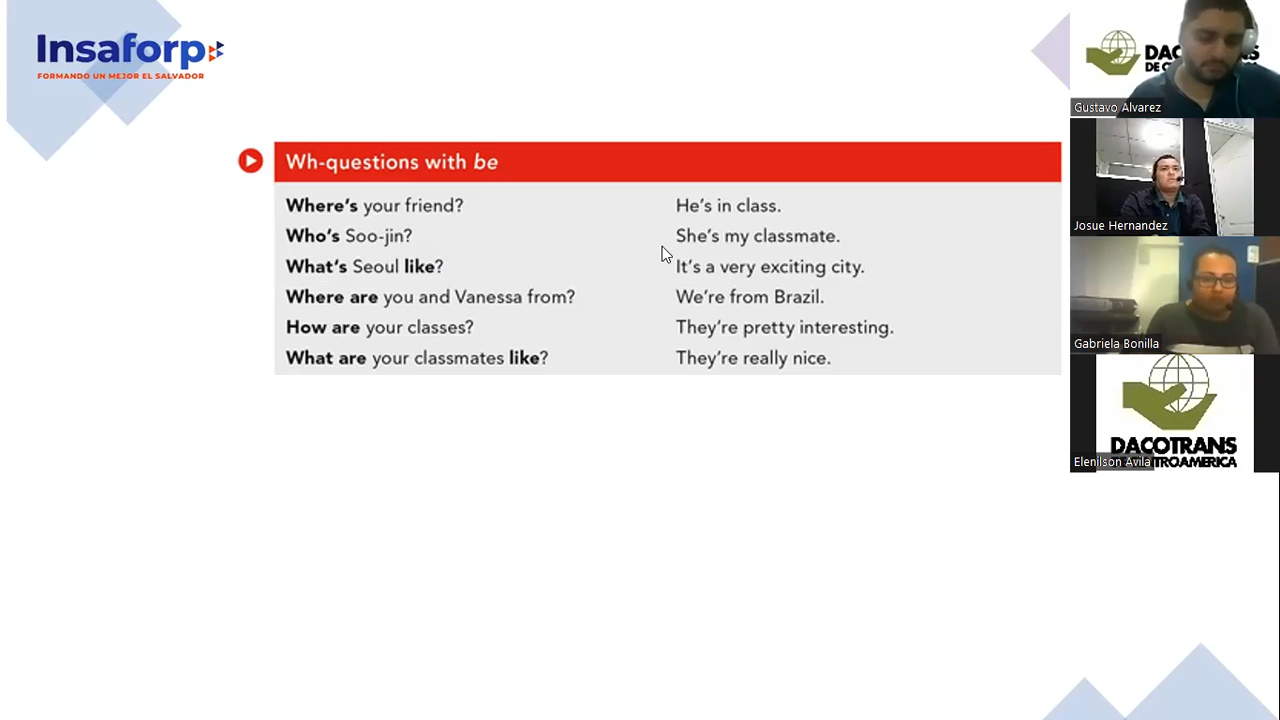 Insaforp
FORMANDO UN MEJOR EL SALVADOR
Wh-questions with be
Where's your friend? He's in class.
Who's Soo-jin? She's my classmate.
What's Seoul like? It's a very exciting city.
Where are you and Vanessa from? We're from Brazil.
How are your classes? They're pretty interesting.
What are your classmates like? They're really nice.
Gustavo Alvarez
Josue Hernandez
Gabriela Bonilla
DACOTRANS
Elenilson Avila